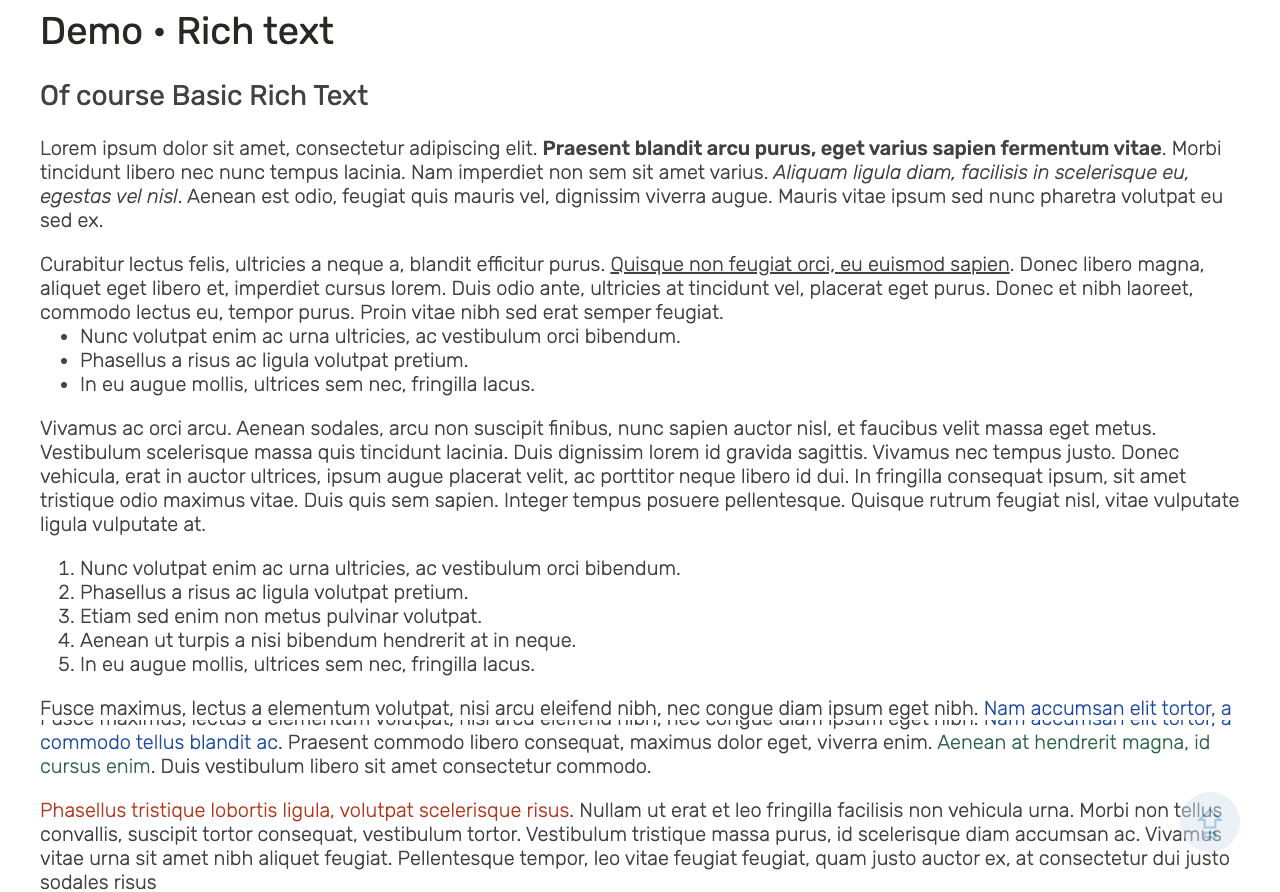 Demo • Rich text
Of course Basic Rich Text
Lorem ipsum dolor sit amet, consectetur adipiscing elit. Praesent blandit arcu purus, eget varius sapien fermentum vitae. Morbi
tincidunt libero nec nunc tempus lacinia. Nam imperdiet non sem sit amet varius. Aliquam ligula diam, facilisis in scelerisque eu,
egestas vel nisl. Aenean est odio, feugiat quis mauris vel, dignissim viverra augue. Mauris vitae ipsum sed nunc pharetra volutpat eu
sed ex.
Curabitur lectus felis, ultricies a neque a, blandit efficitur purus. Quisque non feugiat orci, eu euismod sapien. Donec libero magna,
aliquet eget libero et, imperdiet cursus lorem. Duis odio ante, ultricies at tincidunt vel, placerat eget purus. Donec et nibh laoreet,
commodo lectus eu, tempor purus. Proin vitae nibh sed erat semper feugiat.
• Nunc volutpat enim ac urna ultricies, ac vestibulum orci bibendum.
• Phasellus a risus ac ligula volutpat pretium.
• In eu augue mollis, ultrices sem nec, fringilla lacus.
Vivamus ac orci arcu. Aenean sodales, arcu non suscipit finibus, nunc sapien auctor nisl, et faucibus velit massa eget metus.
Vestibulum scelerisque massa quis tincidunt lacinia. Duis dignissim lorem id gravida sagittis. Vivamus nec tempus justo. Donec
vehicula, erat in auctor ultrices, ipsum augue placerat velit, ac porttitor neque libero id dui. In fringilla consequat ipsum, sit amet
tristique odio maximus vitae. Duis quis sem sapien. Integer tempus posuere pellentesque. Quisque rutrum feugiat nisl, vitae vulputate
ligula vulputate at.
1. Nunc volutpat enim ac urna ultricies, ac vestibulum orci bibendum.
2. Phasellus a risus ac ligula volutpat pretium.
3. Etiam sed enim non metus pulvinar volutpat.
4. Aenean ut turpis a nisi bibendum hendrerit at in neque.
5. In eu augue mollis, ultrices sem nec, fringilla lacus.
Fusce maximus, lectus a elementum volutpat, nisi arcu eleifend nibh, nec congue diam ipsum eget nibh. Nam accumsan elit tortor, a
commodo tellus blandit ac. Praesent commodo libero consequat, maximus dolor eget, viverra enim. Aenean at hendrerit magna, id
cursus enim. Duis vestibulum libero sit amet consectetur commodo.
Phasellus tristique lobortis ligula, volutpat scelerisque risus. Nullam ut erat et leo fringilla facilisis non vehicula urna. Morbi non tellus
convallis, suscipit tortor consequat, vestibulum tortor. Vestibulum tristique massa purus, id scelerisque diam accumsan ac. Vivamus
vitae urna sit amet nibh aliquet feugiat. Pellentesque tempor, leo vitae feugiat feugiat, quam justo auctor ex, at consectetur dui justo
sodales risus